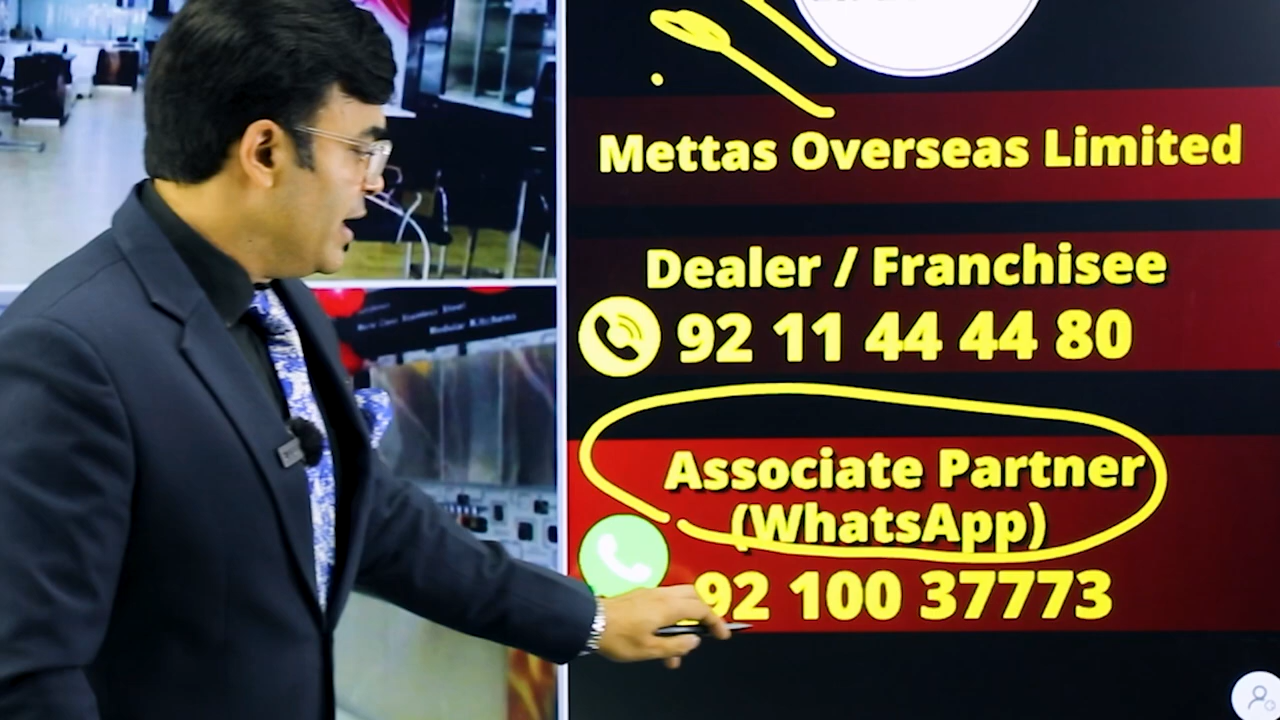 Mettas Overseas Limited
Dealer / Franchisee
92 11 44 44 80
Associate Partner
(WhatsApp)
92 100 37773